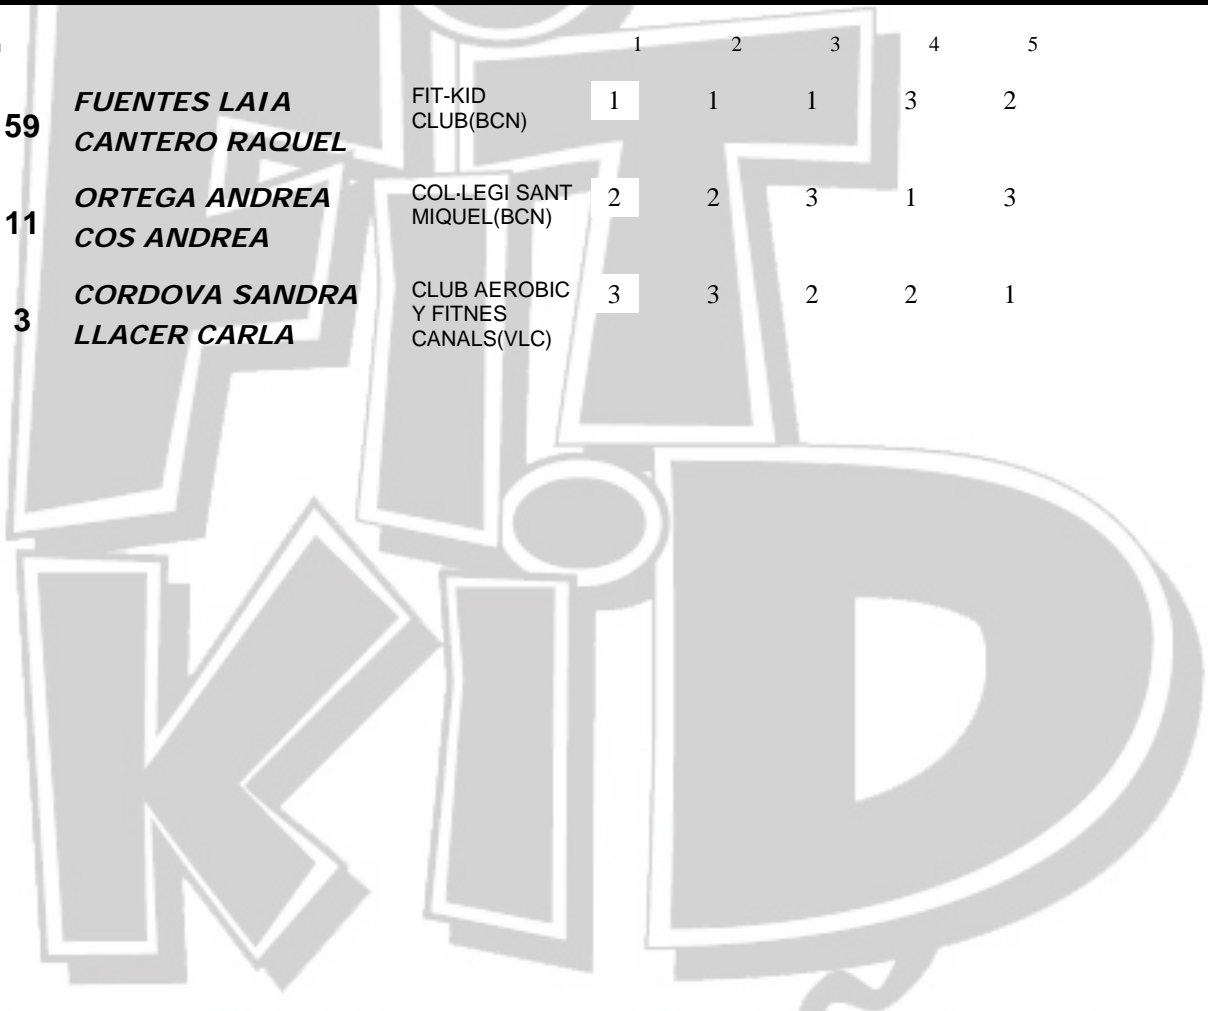 1 2 3 4 5
59 FUENTES LAIA CANTERO RAQUEL FIT-KID CLUB(BCN) 1 1 1 3 2
11 ORTEGA ANDREA COS ANDREA COL·LEGI SANT MIQUEL(BCN) 2 2 3 1 3
3 CORDOVA SANDRA LLACER CARLA CLUB AEROBIC Y FITNES CANALS(VLC) 3 3 2 2 1
FIT
KiD